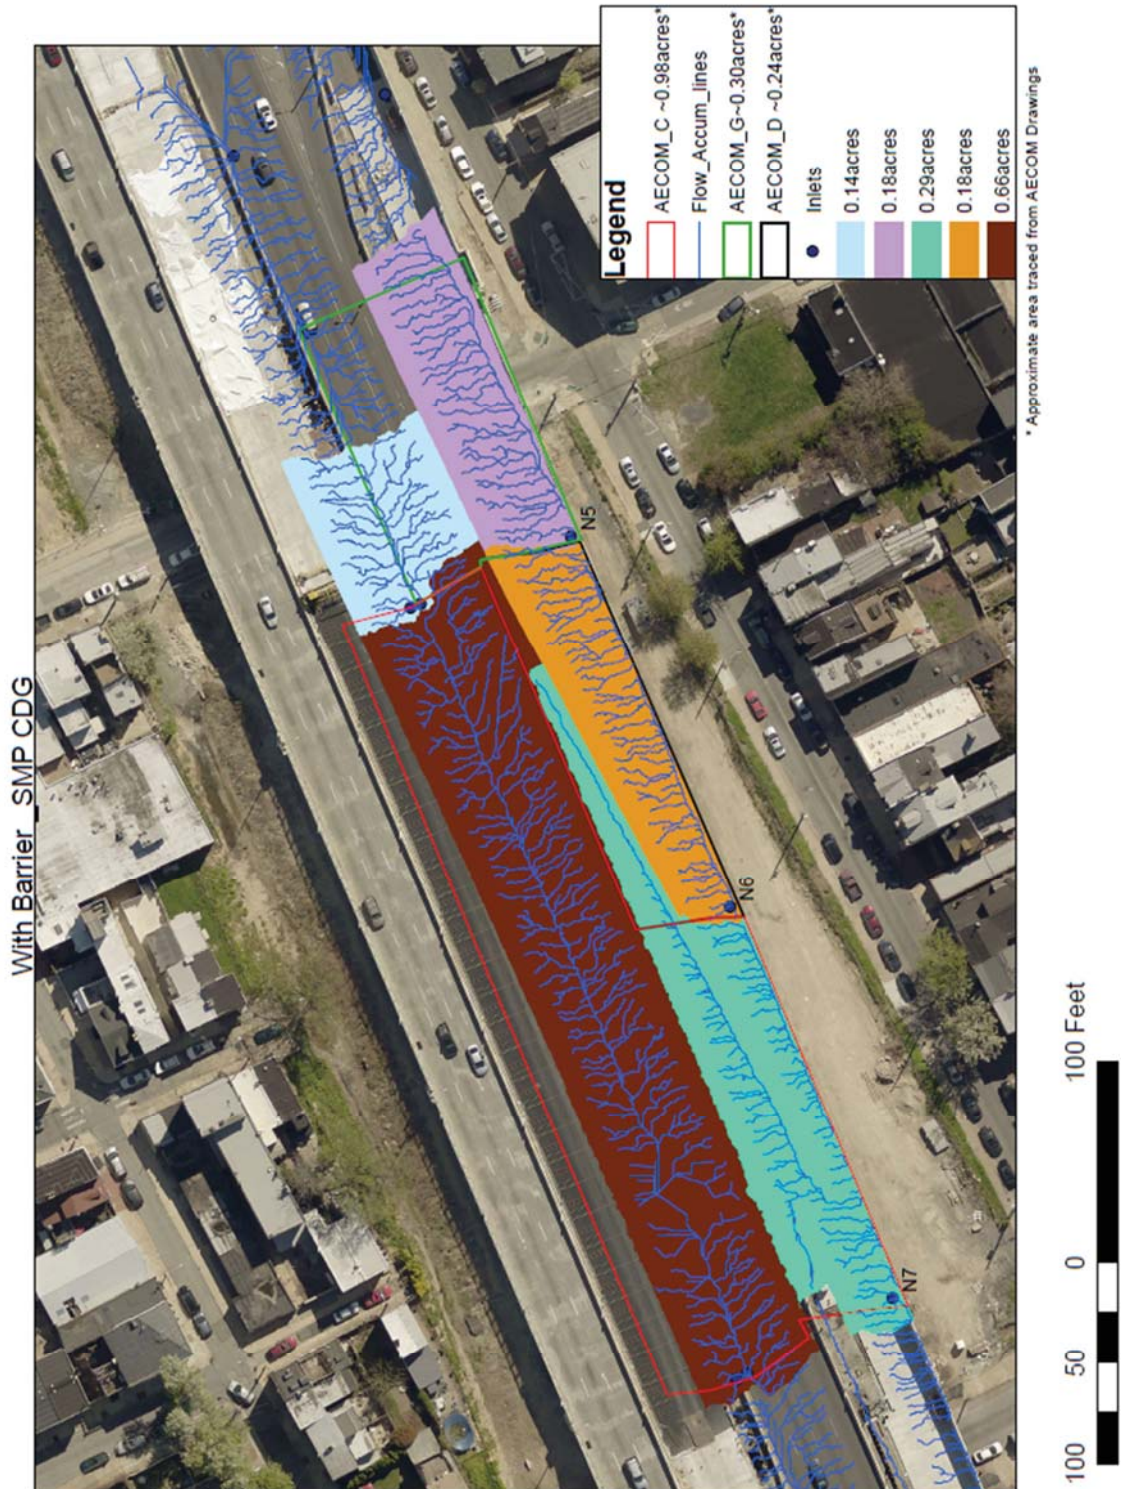 With Barrier_SMP CDG
Legend
AECOM_C ~0.98acres*
Flow_Accum_lines
AECOM_G~0.30acres*
AECOM_D ~0.24acres*
Inlets
0.14acres
0.18acres
0.29acres
0.18acres
0.66acres
* Approximate area traced from AECOM Drawings
N5
N6
N7
100 50 0 100 Feet